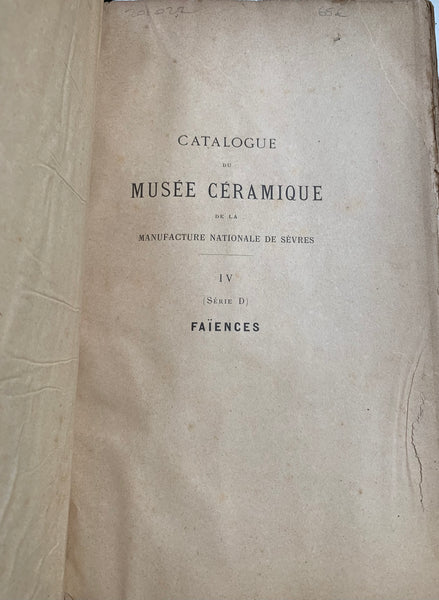 CATALOGUE
DU
MUSÉE CÉRAMIQUE
DE LA
MANUFACTURE NATIONALE DE SÈVRES
IV
(SÉRIE D)
FAÏENCES